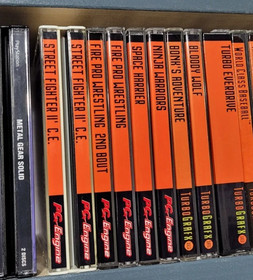 PlayStation
METAL GEAR SOLID
2 DISCS
STREET FIGHTER II' C.E.
PC Engine
STREET FIGHTER II' C.E.
PC Engine
FIRE PRO WRESTLING 2ND BOUT
PC Engine
FIRE PRO WRESTLING
PC Engine
SPACE HARRIER
PC Engine
NINJA WARRIORS
PC Engine
BONK'S ADVENTURE
TURBOGRAFX
BLOODY WOLF
TURBOGRAFX
TURBO EVERDRIVE
WORLD CLASS BASEBALL
TURBOGRAFX
TURBOGRAFX